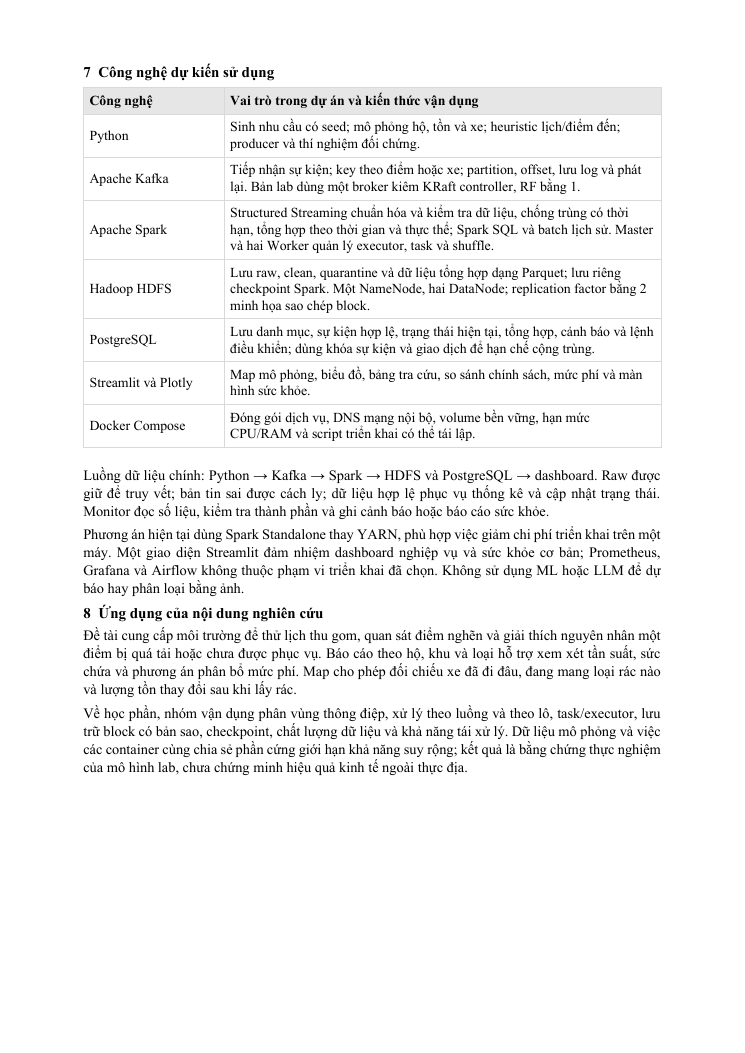 7 Công nghệ dự kiến sử dụng
Công nghệ
Vai trò trong dự án và kiến thức vận dụng
Python
Sinh nhu cầu có seed; mô phỏng hộ, tồn và xe; heuristic lịch/điểm đến;
producer và thí nghiệm đối chứng.
Apache Kafka
Tiếp nhận sự kiện; key theo điểm hoặc xe; partition, offset, lưu log và phát
lại. Bản lab dùng một broker kiêm KRaft controller, RF bằng 1.
Apache Spark
Structured Streaming chuẩn hóa và kiểm tra dữ liệu, chống trùng có thời
hạn, tổng hợp theo thời gian và thực thể; Spark SQL và batch lịch sử. Master
và hai Worker quản lý executor, task và shuffle.
Hadoop HDFS
Lưu raw, clean, quarantine và dữ liệu tổng hợp dạng Parquet; lưu riêng
checkpoint Spark. Một NameNode, hai DataNode; replication factor bằng 2
minh họa sao chép block.
PostgreSQL
Lưu danh mục, sự kiện hợp lệ, trạng thái hiện tại, tổng hợp, cảnh báo và lệnh
điều khiển; dùng khóa sự kiện và giao dịch để hạn chế cộng trùng.
Streamlit và Plotly
Map mô phỏng, biểu đồ, bảng tra cứu, so sánh chính sách, mức phí và màn
hình sức khỏe.
Docker Compose
Đóng gói dịch vụ, DNS mạng nội bộ, volume bền vững, hạn mức
CPU/RAM và script triển khai có thể tái lập.
Luồng dữ liệu chính: Python → Kafka → Spark → HDFS và PostgreSQL → dashboard. Raw được
giữ để truy vết; bản tin sai được cách ly; dữ liệu hợp lệ phục vụ thống kê và cập nhật trạng thái.
Monitor đọc số liệu, kiểm tra thành phần và ghi cảnh báo hoặc báo cáo sức khỏe.
Phương án hiện tại dùng Spark Standalone thay YARN, phù hợp việc giảm chi phí triển khai trên một
máy. Một giao diện Streamlit đảm nhiệm dashboard nghiệp vụ và sức khỏe cơ bản; Prometheus,
Grafana và Airflow không thuộc phạm vi triển khai đã chọn. Không sử dụng ML hoặc LLM để dự
báo hay phân loại bằng ảnh.
8 Ứng dụng của nội dung nghiên cứu
Đề tài cung cấp môi trường để thử lịch thu gom, quan sát điểm nghẽn và giải thích nguyên nhân một
điểm bị quá tải hoặc chưa được phục vụ. Báo cáo theo hộ, khu và loại hỗ trợ xem xét tần suất, sức
chứa và phương án phân bổ mức phí. Map cho phép đối chiếu xe đã đi đâu, đang mang loại rác nào
và lượng tồn thay đổi sau khi lấy rác.
Về học phần, nhóm vận dụng phân vùng thông điệp, xử lý theo luồng và theo lô, task/executor, lưu
trữ block có bản sao, checkpoint, chất lượng dữ liệu và khả năng tái xử lý. Dữ liệu mô phỏng và việc
các container cùng chia sẻ phần cứng giới hạn khả năng suy rộng; kết quả là bằng chứng thực nghiệm
của mô hình lab, chưa chứng minh hiệu quả kinh tế ngoài thực địa.